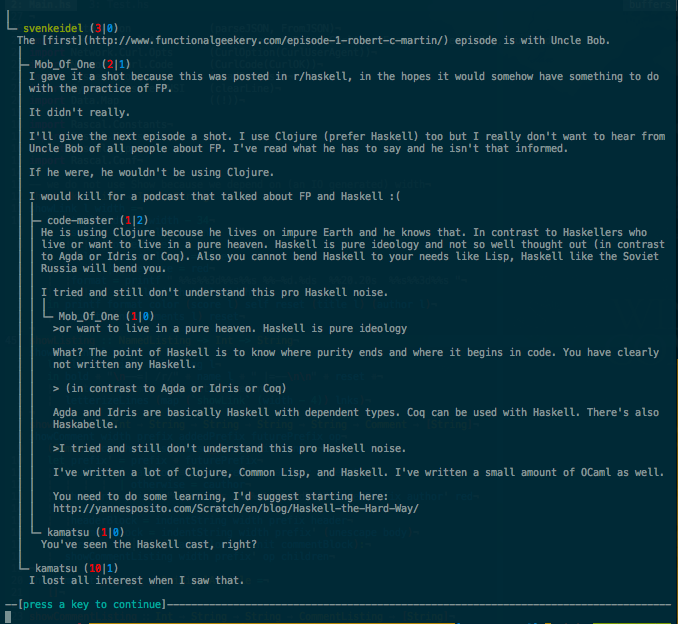 svenkeidel (3|0)
The [first](http://www.functionalgeekery.com/episode-1-robert-c-martin/) episode is with Uncle Bob.
Mob_Of_One (2|1)
I gave it a shot because this was posted in r/haskell, in the hopes it would somehow have something to do
with the practice of FP.
It didn't really.
I'll give the next episode a shot. I use Clojure (prefer Haskell) too but I really don't want to hear from
Uncle Bob of all people about FP. I've read what he has to say and he isn't that informed.
If he were, he wouldn't be using Clojure.
I would kill for a podcast that talked about FP and Haskell :(
code-master (1|2)
He is using Clojure becouse he lives on impure Earth and he knows that. In contrast to Haskellers who
live or want to live in a pure heaven. Haskell is pure ideology and not so well thought out (in contrast
to Agda or Idris or Coq). Also you cannot bend Haskell to your needs like Lisp, Haskell like the Soviet
Russia will bend you.
I tried and still don't understand this pro Haskell noise.
Mob_Of_One (1|0)
>or want to live in a pure heaven. Haskell is pure ideology
What? The point of Haskell is to know where purity ends and where it begins in code. You have clearly
not written any Haskell.
> (in contrast to Agda or Idris or Coq)
Agda and Idris are basically Haskell with dependent types. Coq can be used with Haskell. There's also
Haskabelle.
>I tried and still don't understand this pro Haskell noise.
I've written a lot of Clojure, Common Lisp, and Haskell. I've written a small amount of OCaml as well.
You need to do some learning, I'd suggest starting here:
http://yannesposito.com/Scratch/en/blog/Haskell-the-Hard-Way/
kamatsu (1|0)
You've seen the Haskell cast, right?
kamatsu (10|1)
I lost all interest when I saw that.
—[press a key to continue]—